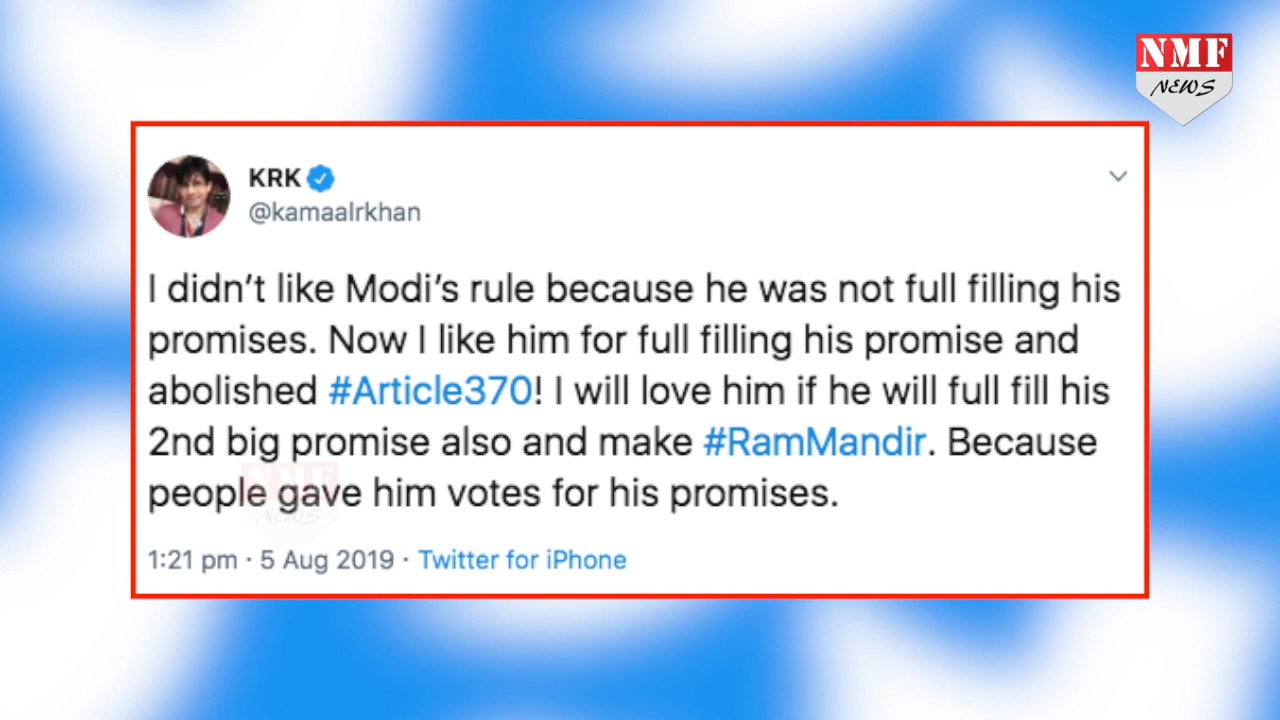 NMF
NEWS
KRK
@kamaalrkhan
I didn’t like Modi’s rule because he was not full filling his
promises. Now I like him for full filling his promise and
abolished #Article370! I will love him if he will full fill his
2nd big promise also and make #RamMandir. Because
people gave him votes for his promises.
NMF
NEWS
1:21 pm · 5 Aug 2019 · Twitter for iPhone